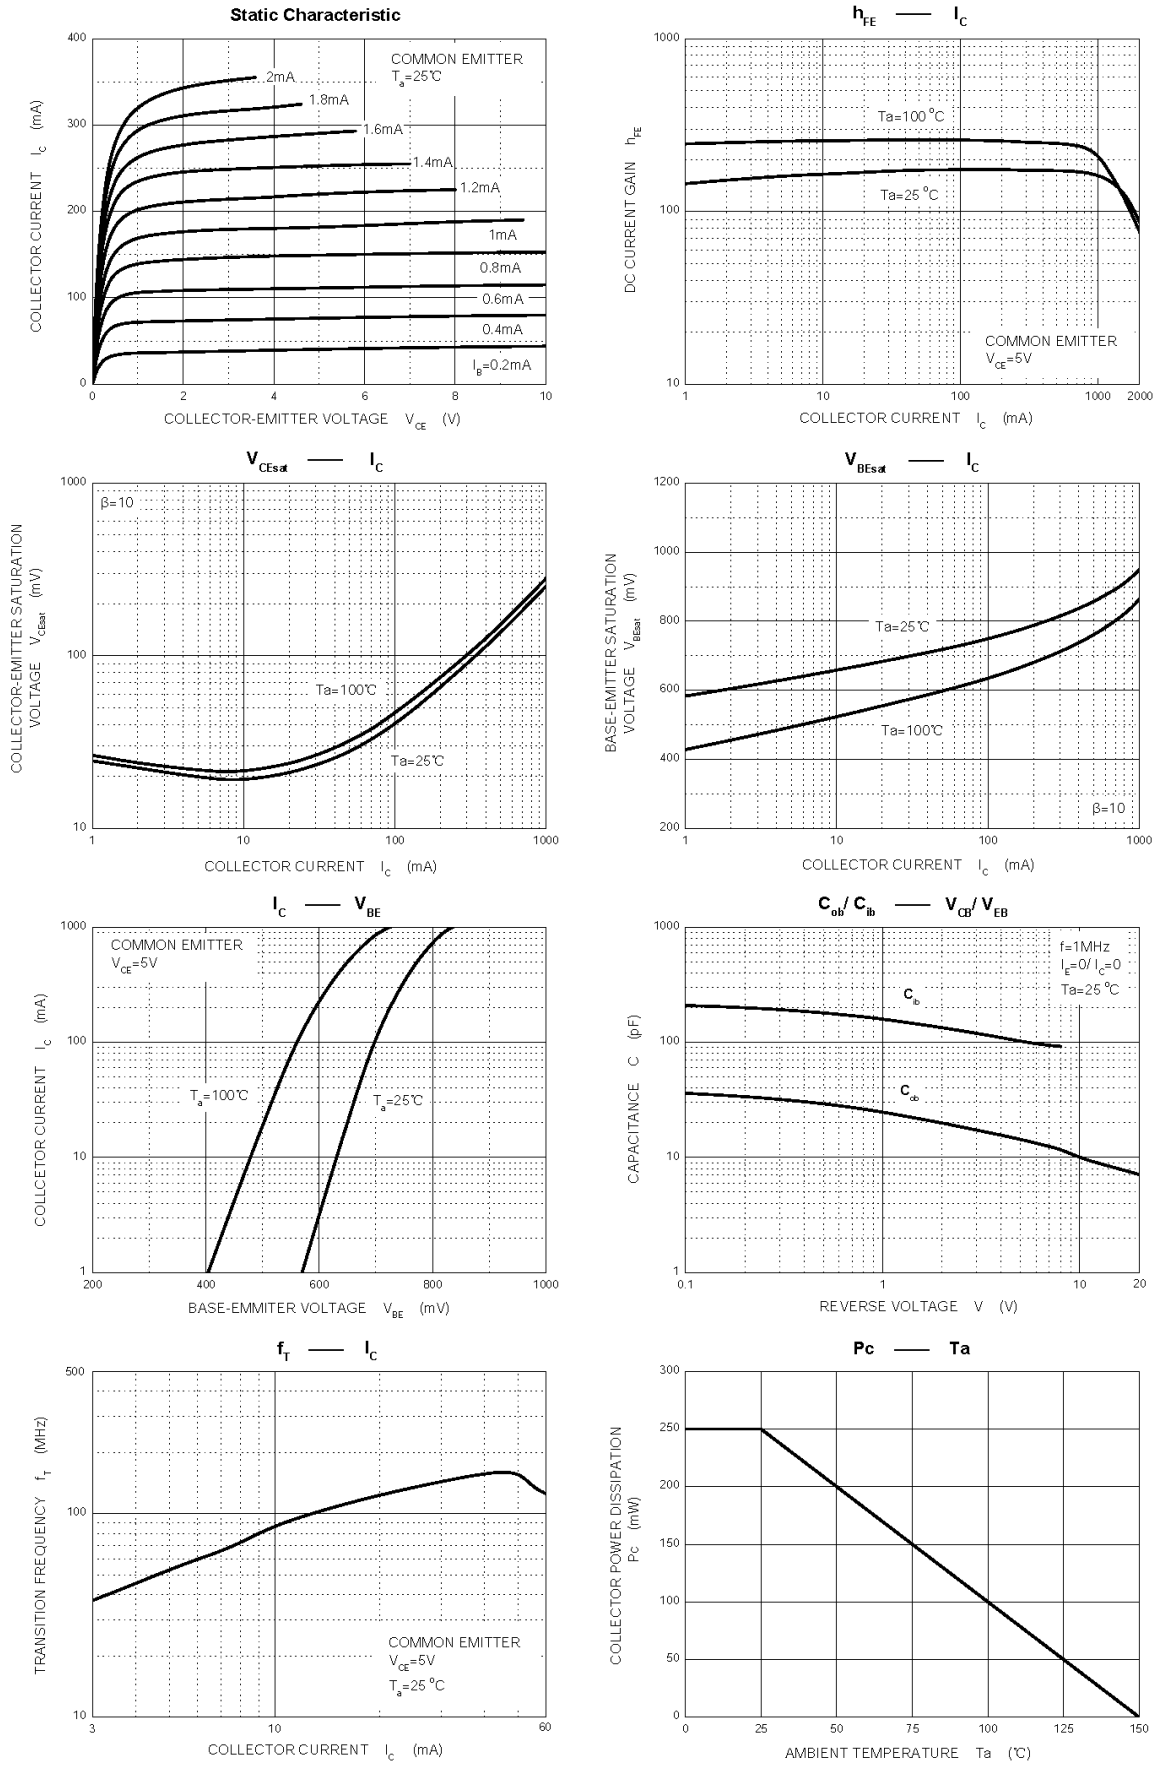 Static Characteristic
400
300
200
100
0
0 2 4 6 8 10
COMMON EMITTER
Ta=25℃
2mA
1.8mA
1.6mA
1.4mA
1.2mA
1mA
0.8mA
0.6mA
0.4mA
IB=0.2mA
COLLECTOR CURRENT IC (mA)
COLLECTOR-EMITTER VOLTAGE VCE (V)
hFE —— IC
1000
100
10
1 10 100 1000 2000
Ta=100 °C
Ta=25 °C
COMMON EMITTER
VCE=5V
DC CURRENT GAIN hFE
COLLECTOR CURRENT IC (mA)
VCEsat —— IC
1000
100
10
1 10 100 1000
β=10
Ta=100℃
Ta=25℃
COLLECTOR-EMITTER SATURATION
VOLTAGE VCEsat (mV)
COLLECTOR CURRENT IC (mA)
VBEsat —— IC
1200
1000
800
600
400
200
1 10 100 1000
Ta=25℃
Ta=100℃
β=10
BASE-EMITTER SATURATION
VOLTAGE VBEsat (mV)
COLLECTOR CURRENT IC (mA)
IC —— VBE
1000
100
10
1
200 400 600 800 1000
COMMON EMITTER
VCE=5V
Ta=100℃
Ta=25℃
COLLCETOR CURRENT IC (mA)
BASE-EMMITER VOLTAGE VBE (mV)
Cob/ Cib —— VCB/ VEB
1000
100
10
1
0.1 1 10 20
f=1MHz
IE=0/ IC=0
Ta=25 °C
Cib
Cob
CAPACITANCE C (pF)
REVERSE VOLTAGE V (V)
fT —— IC
500
100
10
3 10 60
COMMON EMITTER
VCE=5V
Ta=25 °C
TRANSITION FREQUENCY fT (MHz)
COLLECTOR CURRENT IC (mA)
Pc —— Ta
300
250
200
150
100
50
0
0 25 50 75 100 125 150
COLLECTOR POWER DISSIPATION
Pc (mW)
AMBIENT TEMPERATURE Ta (℃)